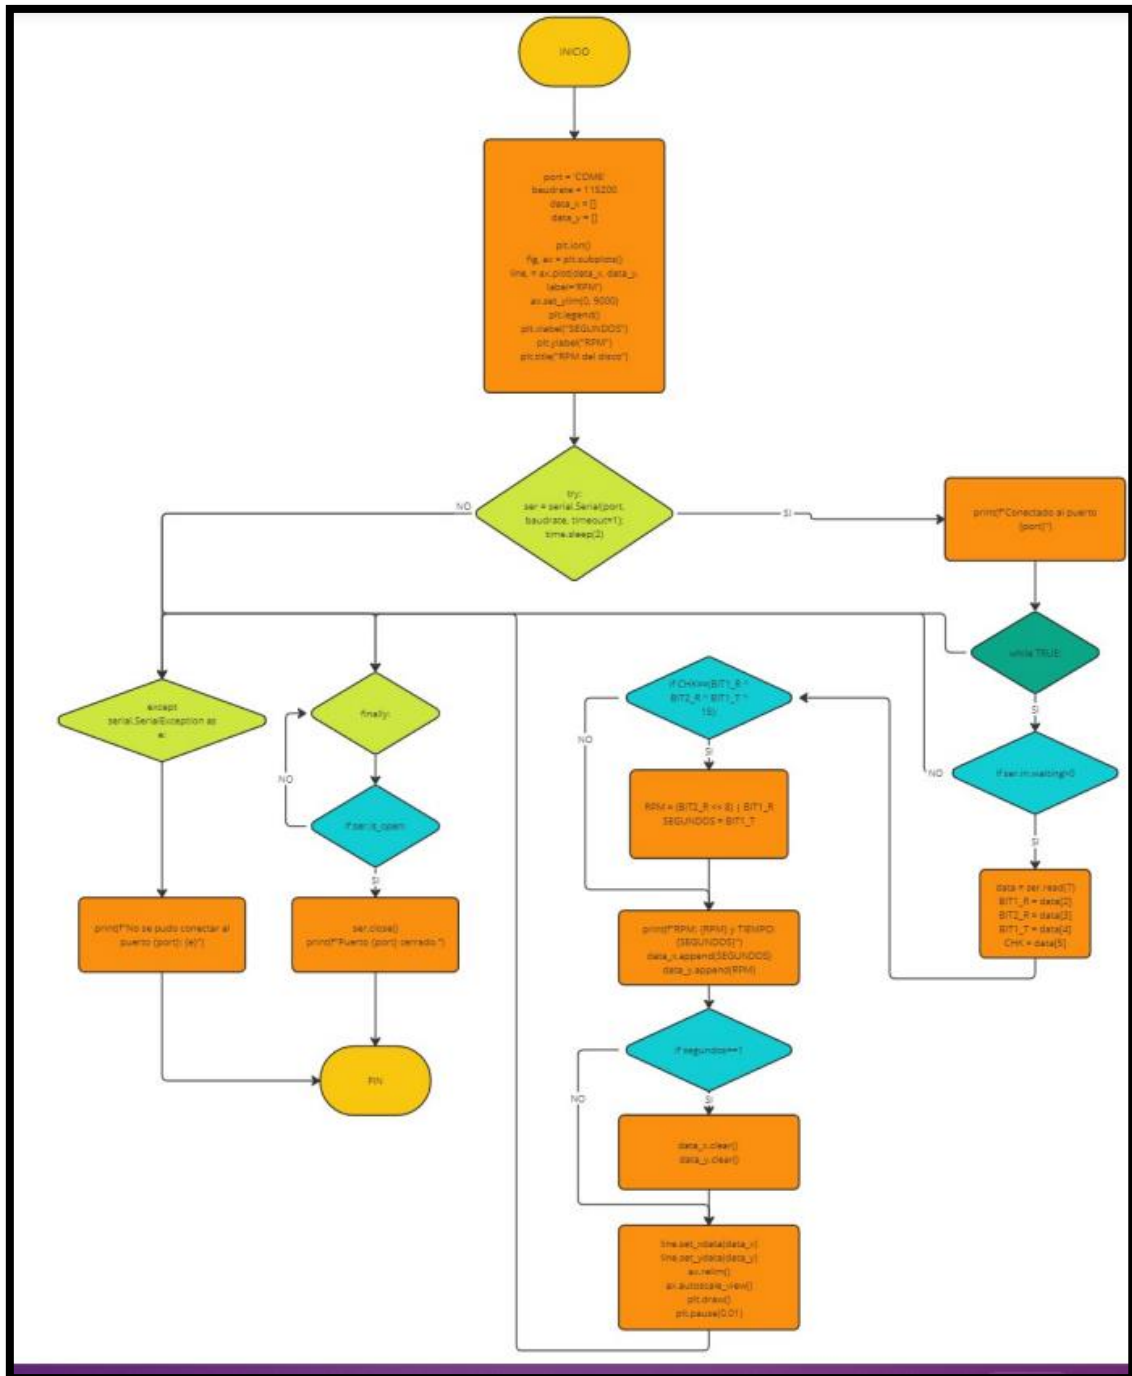 INICIO
baudrate = 115200
data_x = []
data_y = []
plt.ion()
fig, ax = plt.subplots()
line, = ax.plot(data_x, data_y,
label='RPM')
ax.set_ylim(0, 9000)
plt.legend()
plt.xlabel("SEGUNDOS")
plt.ylabel("RPM")
plt.title("RPM del disco")
try:
ser = serial.Serial(port,
baudrate, timeout=1);
time.sleep(2)
NO
SI
print(f"Conectado al puerto
{port}")
while TRUE:
SI
if ser.in_waiting>0
NO
SI
data = ser.read(7)
BIT1_R = data[2]
BIT2_R = data[3]
BIT1_T = data[4]
CHK = data[5]
if CHK==(BIT1_R ^
BIT2_R ^ BIT1_T ^
NO
SI
RPM = (BIT2_R << 8) | BIT1_R
SEGUNDOS = BIT1_T
print(f"RPM: {RPM} y TIEMPO:
{SEGUNDOS}")
data_x.append(SEGUNDOS)
data_y.append(RPM)
if segundos==1
NO
SI
data_x.clear()
data_y.clear()
line.set_xdata(data_x)
line.set_ydata(data_y)
ax.relim()
ax.autoscale_view()
plt.draw()
plt.pause(0.01)
except
serial.SerialException as
e:
print(f"No se pudo conectar al
puerto {port}: {e}")
finally:
NO
if ser.is_open:
SI
ser.close()
print(f"Puerto {port} cerrado.")
FIN